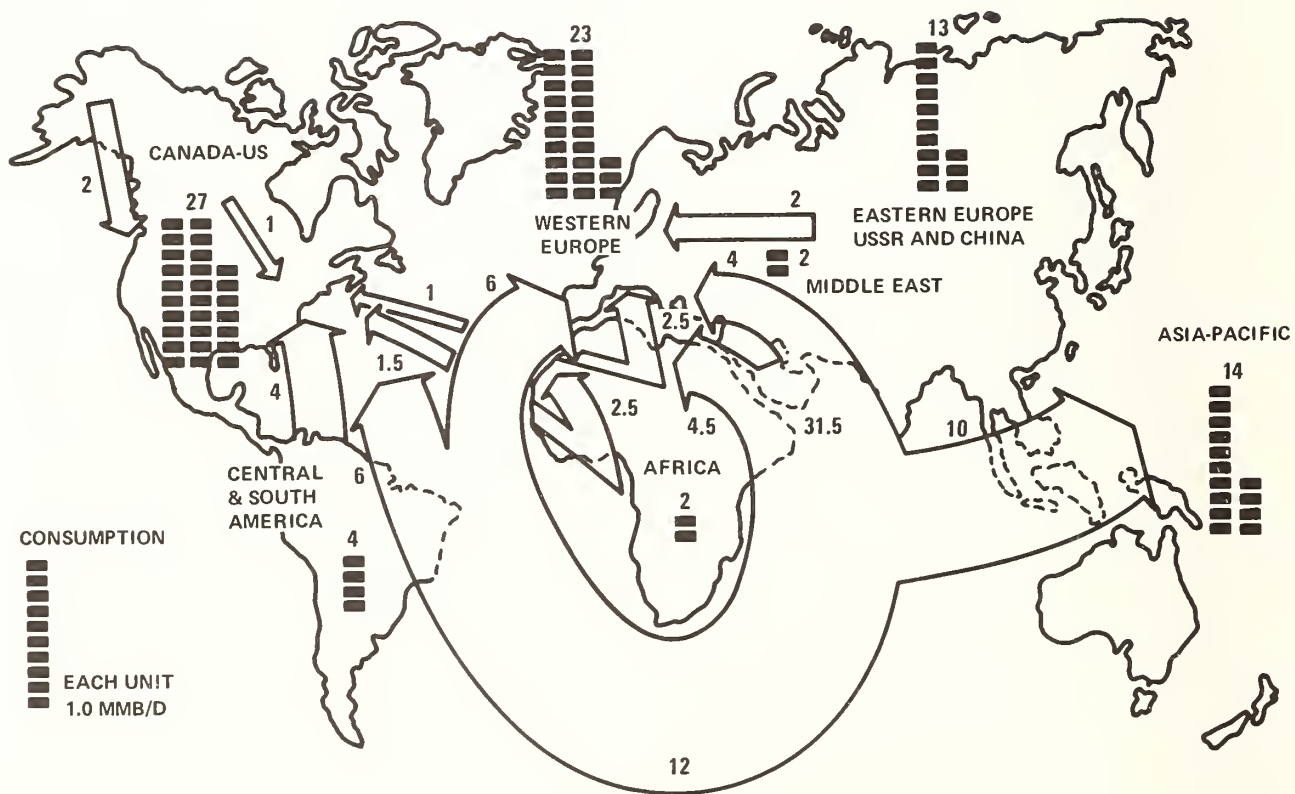 23
13
CANADA-US
2
27
1
WESTERN
EUROPE
2
EASTERN EUROPE
USSR AND CHINA
4
2
MIDDLE EAST
6
1
2.5
ASIA-PACIFIC
14
1.5
4
2.5
4.5
31.5
10
AFRICA
2
CENTRAL
& SOUTH
AMERICA
6
4
CONSUMPTION
EACH UNIT
1.0 MMB/D
12